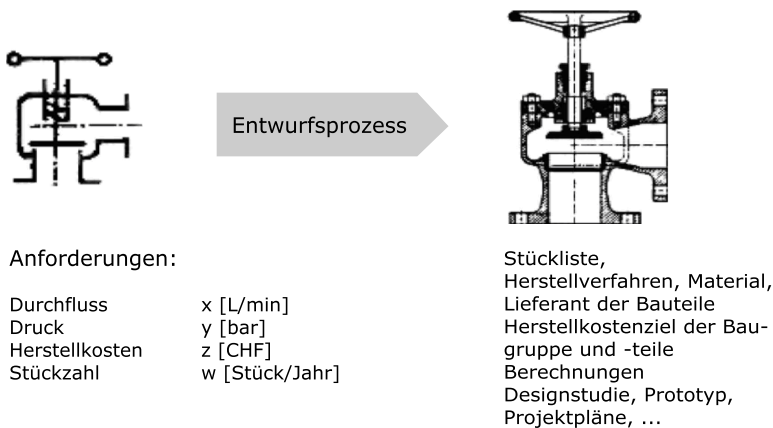 Entwurfsprozess
Anforderungen:
Durchfluss x [L/min]
Druck y [bar]
Herstellkosten z [CHF]
Stückzahl w [Stück/Jahr]
Stückliste,
Herstellverfahren, Material,
Lieferant der Bauteile
Herstellkostenziel der Bau-
gruppe und -teile
Berechnungen
Designstudie, Prototyp,
Projektpläne, ...